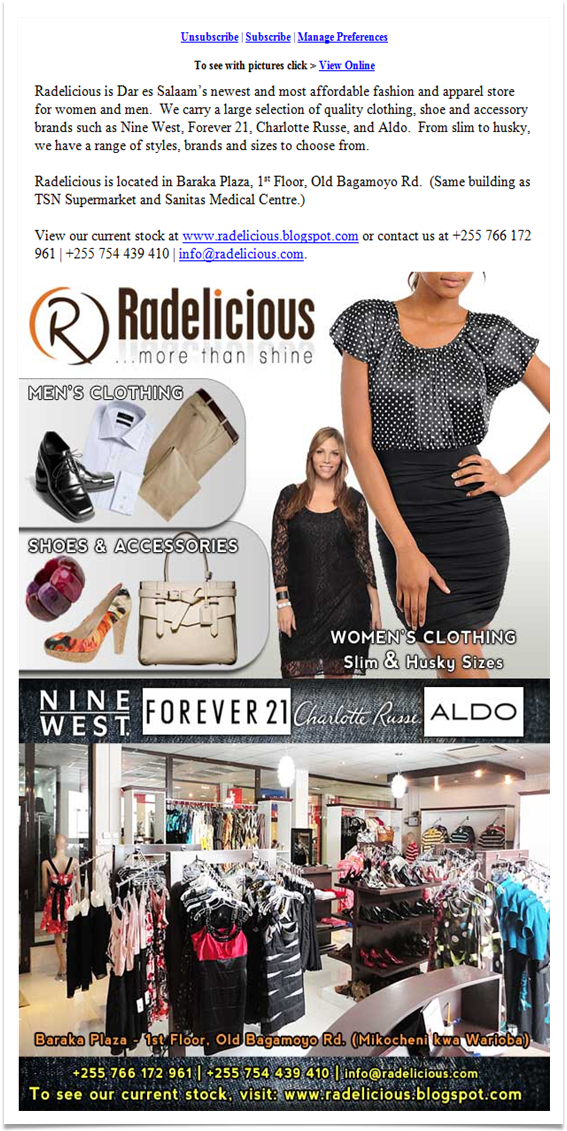 Unsubscribe | Subscribe | Manage Preferences
To see with pictures click > View Online
Radelicious is Dar es Salaam’s newest and most affordable fashion and apparel store
for women and men.  We carry a large selection of quality clothing, shoe and accessory
brands such as Nine West, Forever 21, Charlotte Russe, and Aldo.  From slim to husky,
we have a range of styles, brands and sizes to choose from.
Radelicious is located in Baraka Plaza, 1st Floor, Old Bagamoyo Rd.  (Same building as
TSN Supermarket and Sanitas Medical Centre.)
View our current stock at www.radelicious.blogspot.com or contact us at +255 766 172
961 | +255 754 439 410 | info@radelicious.com.
R Radelicious
...more than shine
MEN'S CLOTHING
SHOES & ACCESSORIES
WOMEN'S CLOTHING
Slim & Husky Sizes
NINE
WEST.
FOREVER 21
Charlotte Russe.
ALDO
Baraka Plaza - 1st Floor, Old Bagamoyo Rd. (Mikocheni kwa Warioba)
+255 766 172 961 | +255 754 439 410 | info@radelicious.com
To see our current stock, visit: www.radelicious.blogspot.com